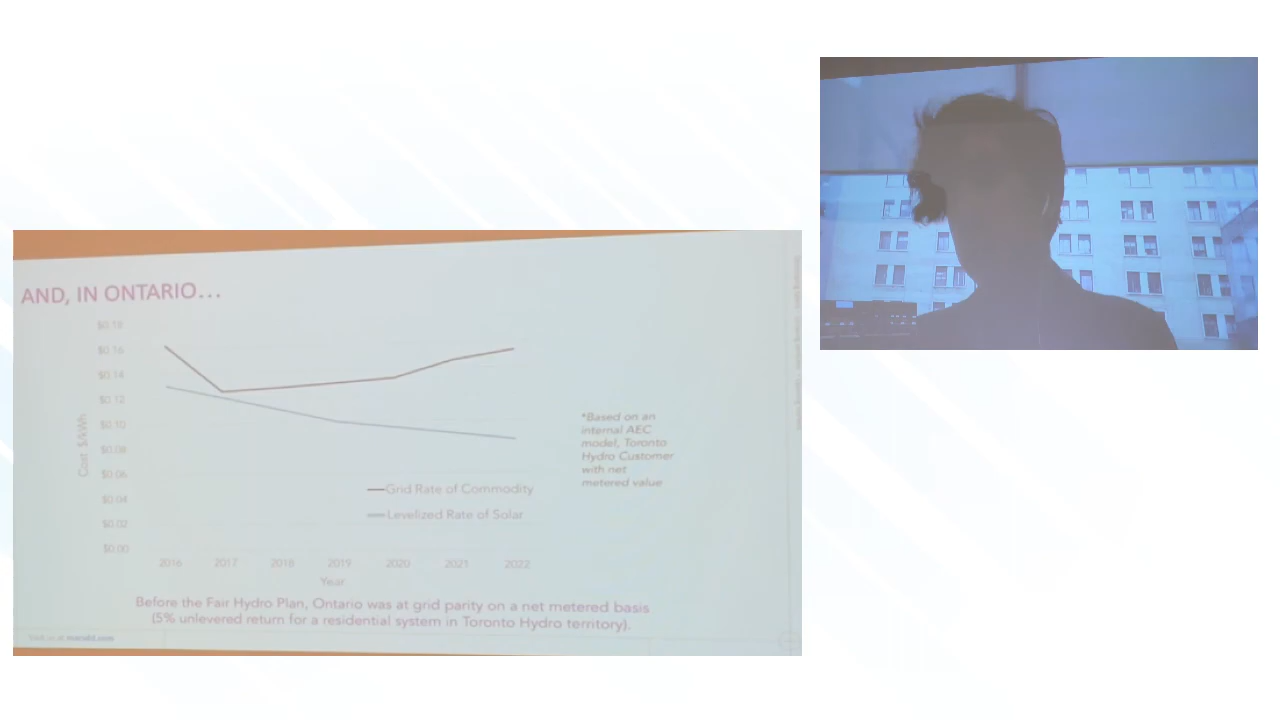 AND, IN ONTARIO...
$0.18
$0.16
$0.14
$0.12
$0.10
$0.08
$0.06
$0.04
$0.02
$0.00
Cost $/kWh
2016 2017 2018 2019 2020 2021 2022
Year
Grid Rate of Commodity
Levelized Rate of Solar
*Based on an
internal AEC
model, Toronto
Hydro Customer
with net
metered value
Before the Fair Hydro Plan, Ontario was at grid parity on a net metered basis
(5% unlevered return for a residential system in Toronto Hydro territory).
Visit us at